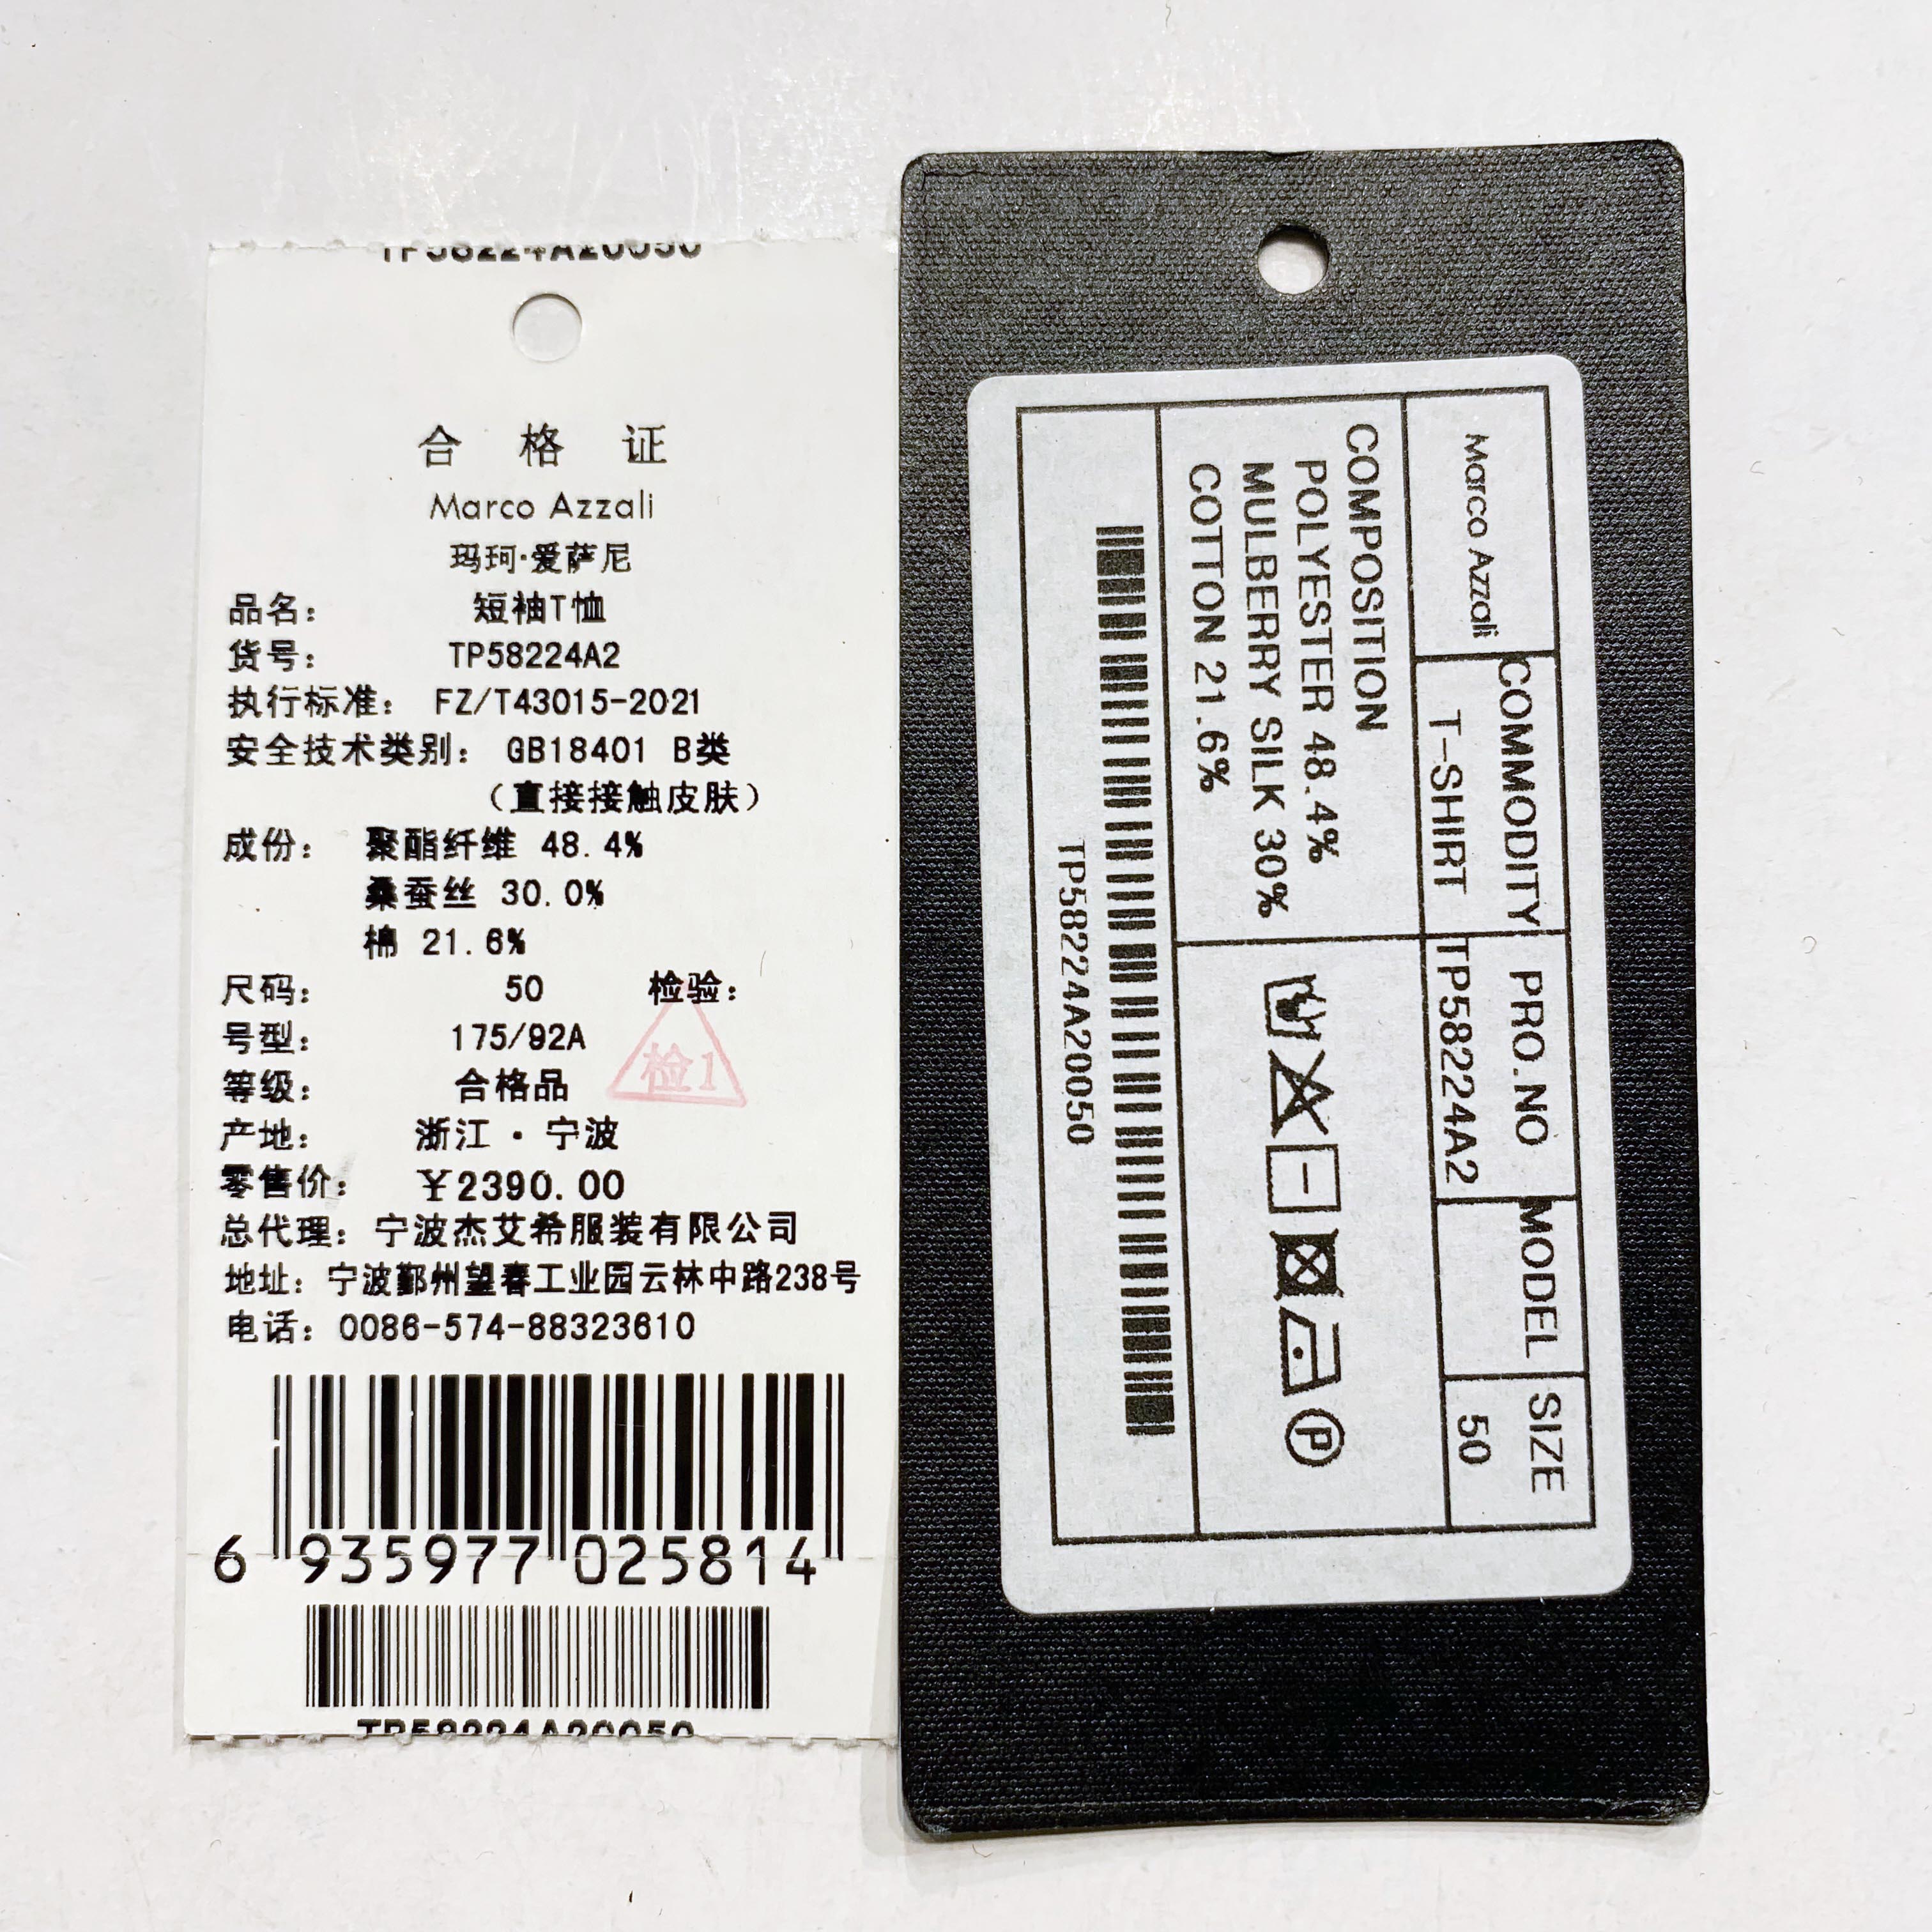 TP58224A20050
合格证
Marco Azzali
玛珂·爱萨尼
品名： 短袖T恤
货号： TP58224A2
执行标准： FZ/T43015-2021
安全技术类别： GB18401 B类
（直接接触皮肤）
成份： 聚酯纤维 48.4%
桑蚕丝 30.0%
棉 21.6%
尺码： 50 检验：
号型： 175/92A
检1
等级： 合格品
产地： 浙江·宁波
零售价： ¥2390.00
总代理： 宁波杰艾希服装有限公司
地址： 宁波鄞州望春工业园云林中路238号
电话： 0086-574-88323610
6 935977 025814
TP58224A20050
Marco Azzali COMMODITY PRO.NO MODEL SIZE
T-SHIRT TP58224A2 50
COMPOSITION
POLYESTER 48.4%
MULBERRY SILK 30%
COTTON 21.6%
P
TP58224A20050